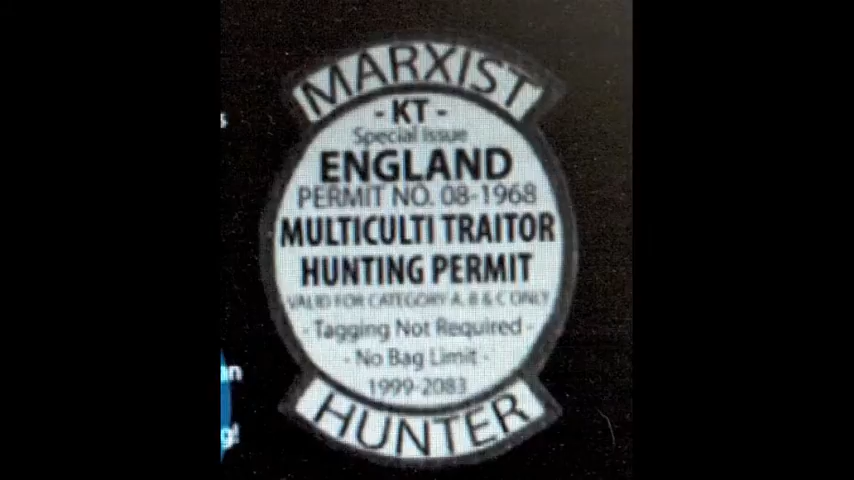 MARXIST
- KT -
Special Issue
ENGLAND
PERMIT NO. 08-1968
MULTICULTI TRAITOR
HUNTING PERMIT
VALID FOR CATEGORY A, B & C ONLY
- Tagging Not Required -
- No Bag Limit -
1999-2083
HUNTER